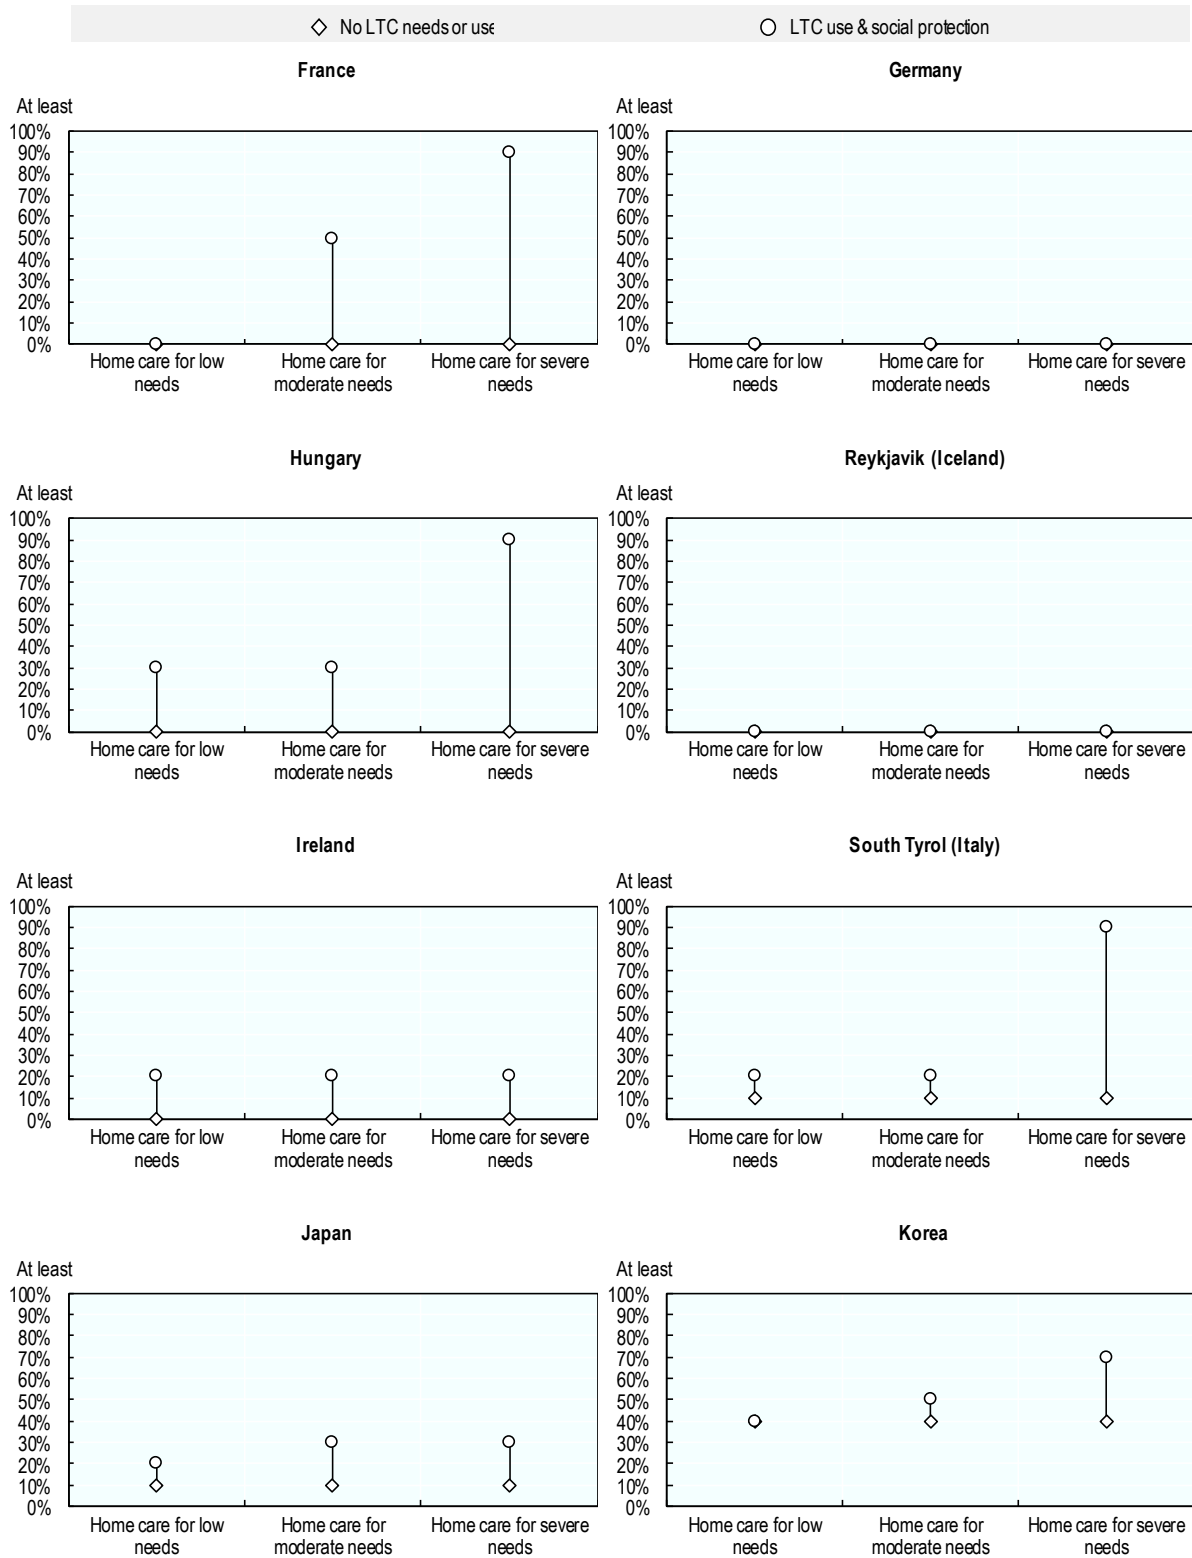 No LTC needs or use
LTC use & social protection
France
At least
100%
90%
80%
70%
60%
50%
40%
30%
20%
10%
0%
Home care for low
needs
Home care for
moderate needs
Home care for severe
needs
Germany
At least
100%
90%
80%
70%
60%
50%
40%
30%
20%
10%
0%
Home care for low
needs
Home care for
moderate needs
Home care for severe
needs
Hungary
At least
100%
90%
80%
70%
60%
50%
40%
30%
20%
10%
0%
Home care for low
needs
Home care for
moderate needs
Home care for severe
needs
Reykjavik (Iceland)
At least
100%
90%
80%
70%
60%
50%
40%
30%
20%
10%
0%
Home care for low
needs
Home care for
moderate needs
Home care for severe
needs
Ireland
At least
100%
90%
80%
70%
60%
50%
40%
30%
20%
10%
0%
Home care for low
needs
Home care for
moderate needs
Home care for severe
needs
South Tyrol (Italy)
At least
100%
90%
80%
70%
60%
50%
40%
30%
20%
10%
0%
Home care for low
needs
Home care for
moderate needs
Home care for severe
needs
Japan
At least
100%
90%
80%
70%
60%
50%
40%
30%
20%
10%
0%
Home care for low
needs
Home care for
moderate needs
Home care for severe
needs
Korea
At least
100%
90%
80%
70%
60%
50%
40%
30%
20%
10%
0%
Home care for low
needs
Home care for
moderate needs
Home care for severe
needs